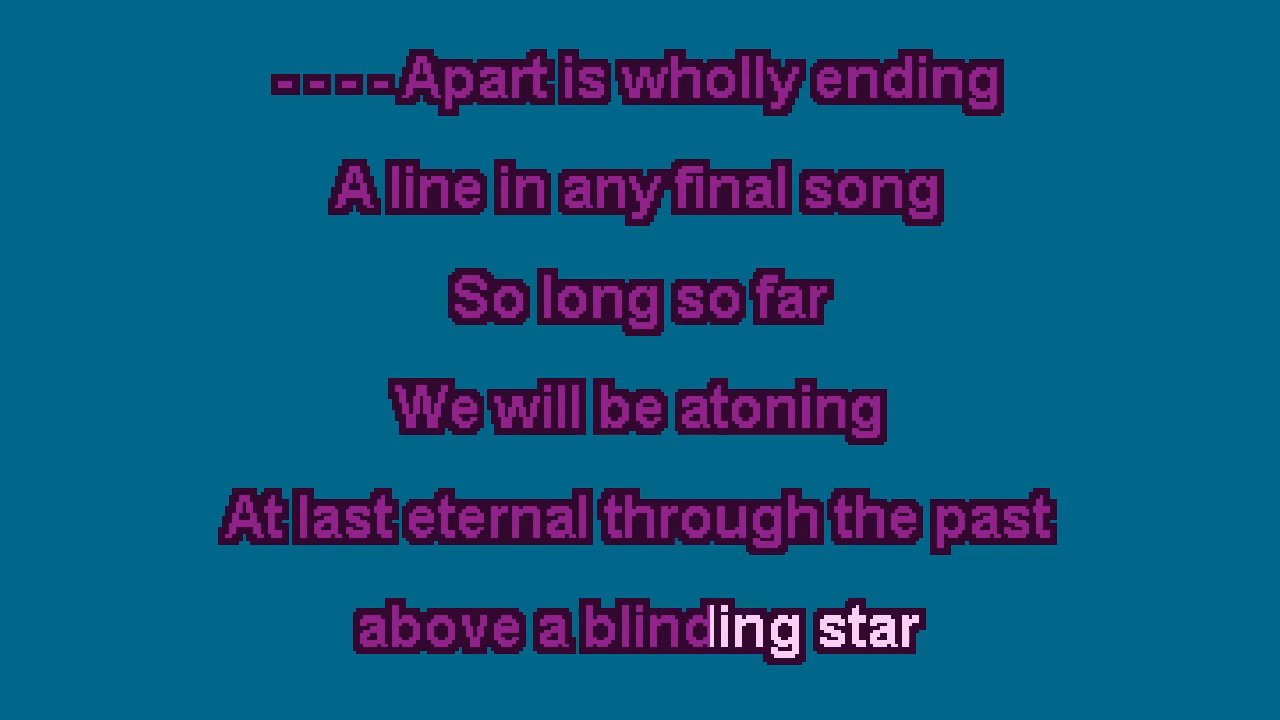 ----Apart is wholly ending
A line in any final song
So long so far
We will be atoning
At last eternal through the past
above a blinding star